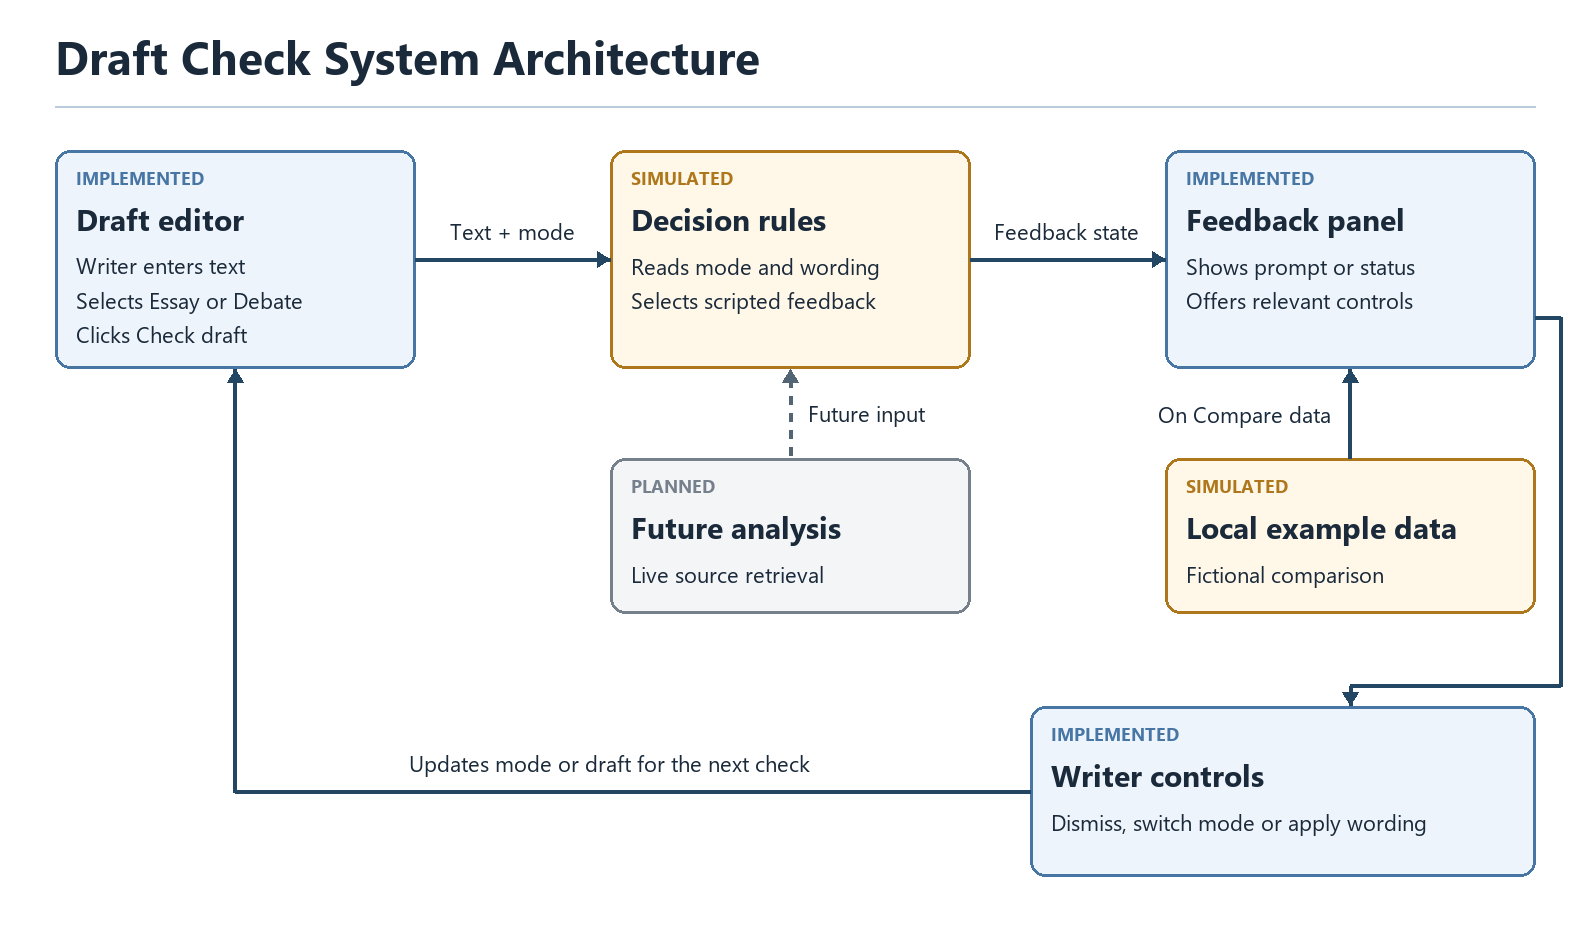 Draft Check System Architecture
IMPLEMENTED
Draft editor
Writer enters text
Selects Essay or Debate
Clicks Check draft
Text + mode
SIMULATED
Decision rules
Reads mode and wording
Selects scripted feedback
Feedback state
IMPLEMENTED
Feedback panel
Shows prompt or status
Offers relevant controls
Future input
On Compare data
PLANNED
Future analysis
Live source retrieval
SIMULATED
Local example data
Fictional comparison
Updates mode or draft for the next check
IMPLEMENTED
Writer controls
Dismiss, switch mode or apply wording